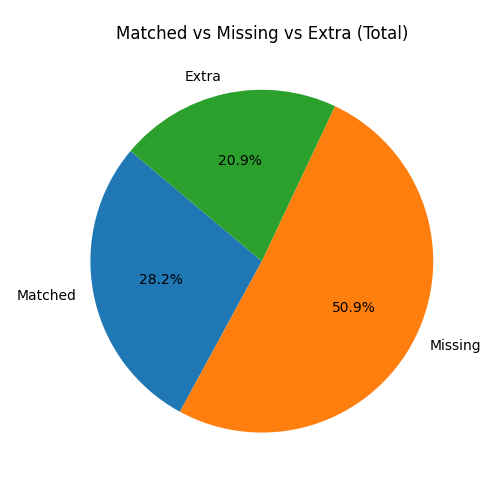 Matched vs Missing vs Extra (Total)
Extra
20.9%
28.2%
Matched
50.9%
Missing